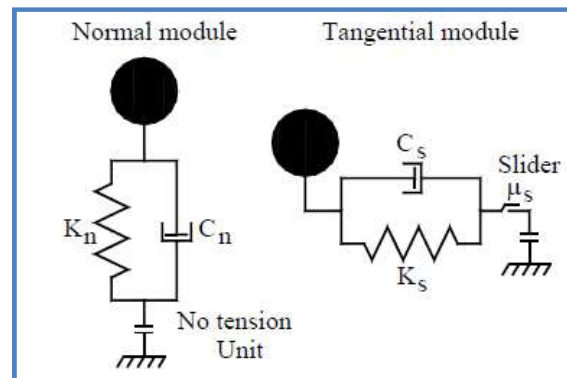 Normal module
Tangential module
Kn
Cn
No tension
Unit
Cs
Ks
Slider
μs